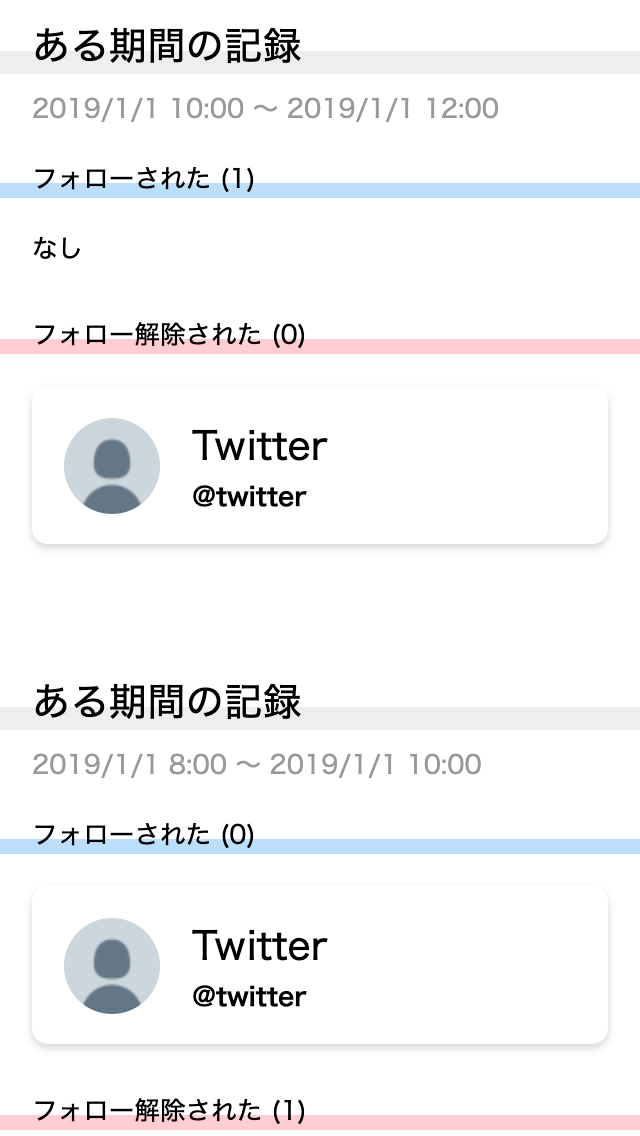 ある期間の記録
2019/1/1 10:00 〜 2019/1/1 12:00
フォローされた (1)
なし
フォロー解除された (0)
Twitter
@twitter
ある期間の記録
2019/1/1 8:00 〜 2019/1/1 10:00
フォローされた (0)
Twitter
@twitter
フォロー解除された (1)